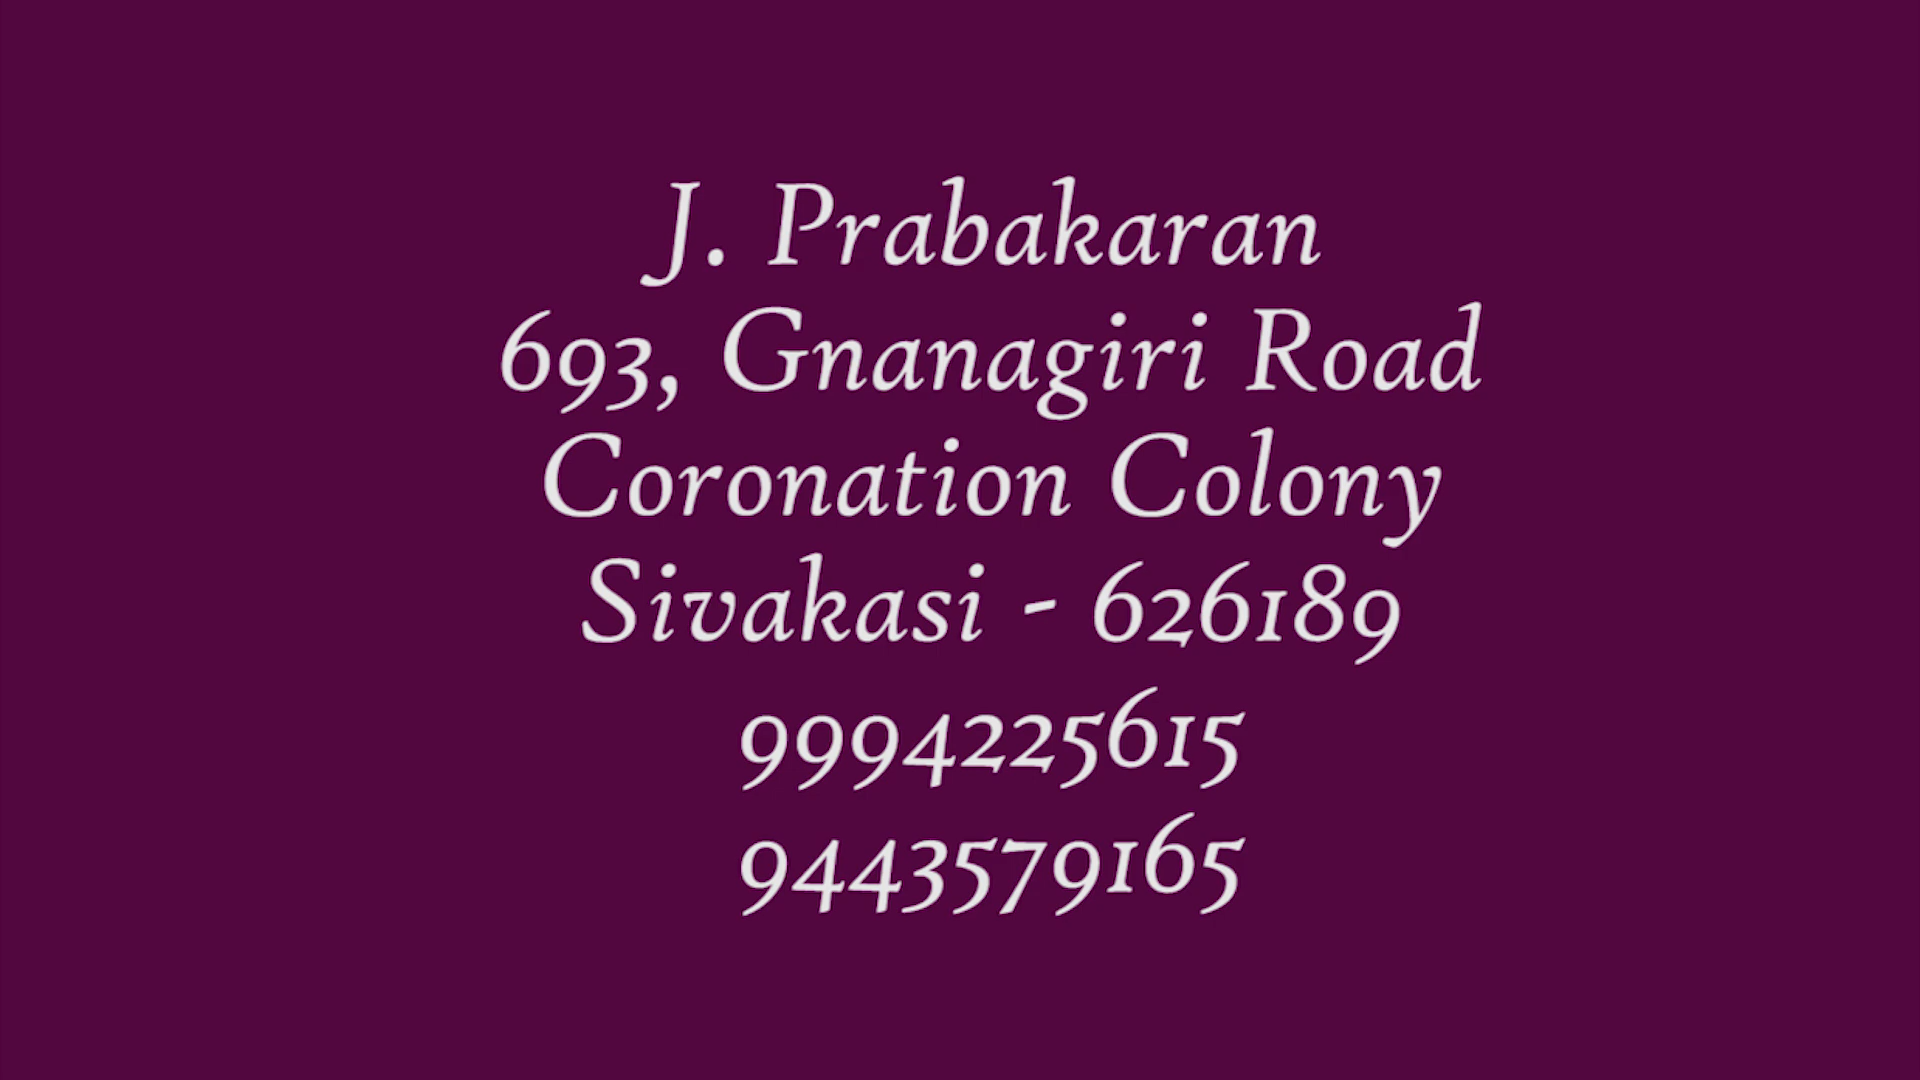 J. Prabakaran
693, Gnanagiri Road
Coronation Colony
Sivakasi - 626189
9994225615
9443579165